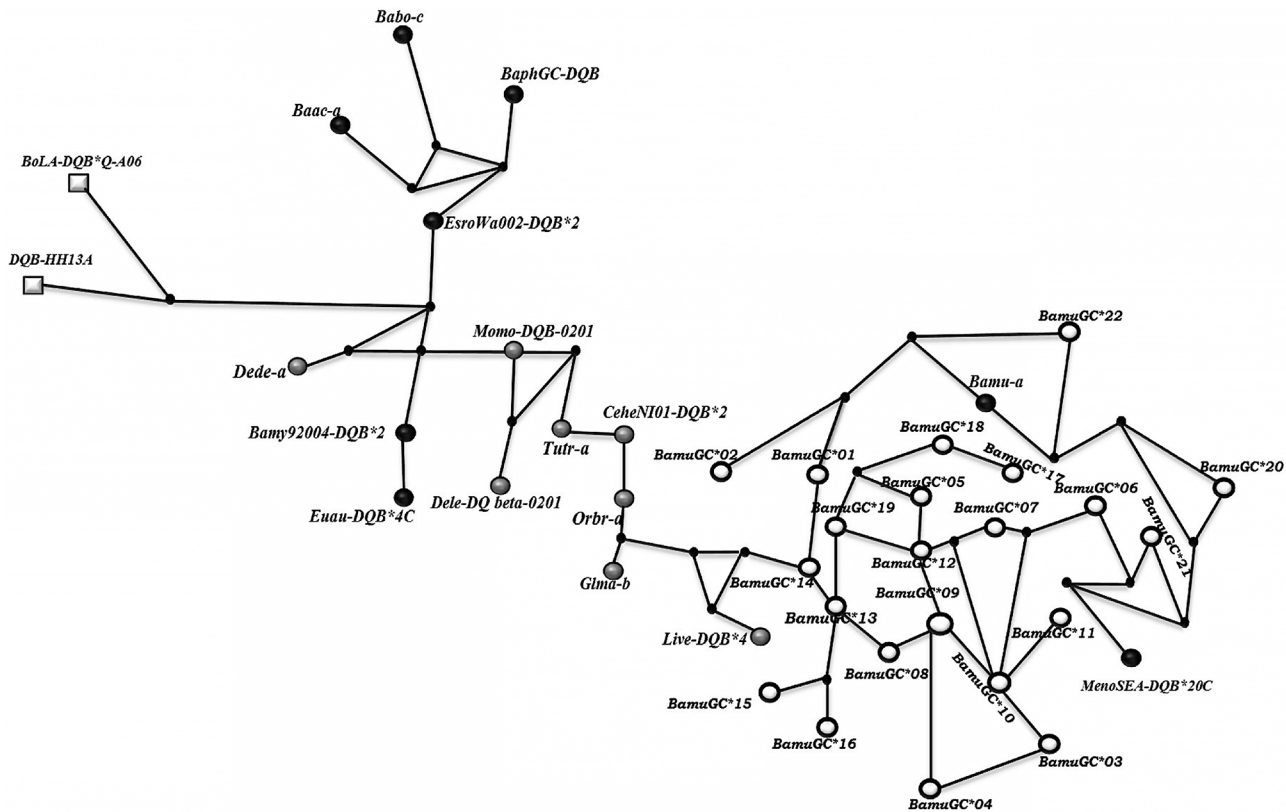 Babo-c
BaphGC-DQB
Baac-a
BoLA-DQB*Q-A06
EsroWa002-DQB*2
DQB-HH13A
BamuGC*22
Momo-DQB-0201
Dede-a
Bamu-a
CeheNI01-DQB*2
Bamy92004-DQB*2
BamuGC*18
Tutr-a
BamuGC*02
BamuGC*01
BamuGC*17
BamuGC*20
BamuGC*05
Dele-DQ beta-0201
BamuGC*06
Euau-DQB*4C
Orbr-a
BamuGC*19
BamuGC*07
BamuGC*21
BamuGC*12
Glma-b
BamuGC*14
BamuGC*09
BamuGC*13
Live-DQB*4
BamuGC*11
BamuGC*08
BamuGC*10
MenoSEA-DQB*20C
BamuGC*15
BamuGC*16
BamuGC*03
BamuGC*04